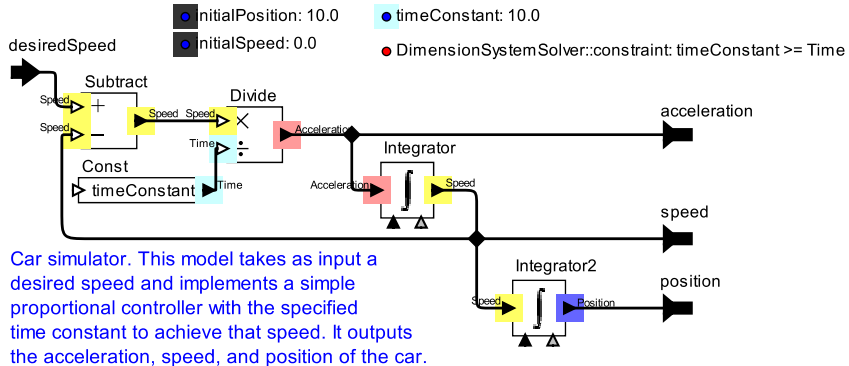 initialPosition: 10.0
timeConstant: 10.0
initialSpeed: 0.0
DimensionSystemSolver::constraint: timeConstant >= Time
desiredSpeed
Subtract
Divide
acceleration
Speed
+
Speed
Speed
×
Acceleration
Speed
−
Time
÷
Integrator
Const
timeConstant
Time
Acceleration
Speed
speed
Integrator2
position
Speed
Position
Car simulator. This model takes as input a
desired speed and implements a simple
proportional controller with the specified
time constant to achieve that speed. It outputs
the acceleration, speed, and position of the car.